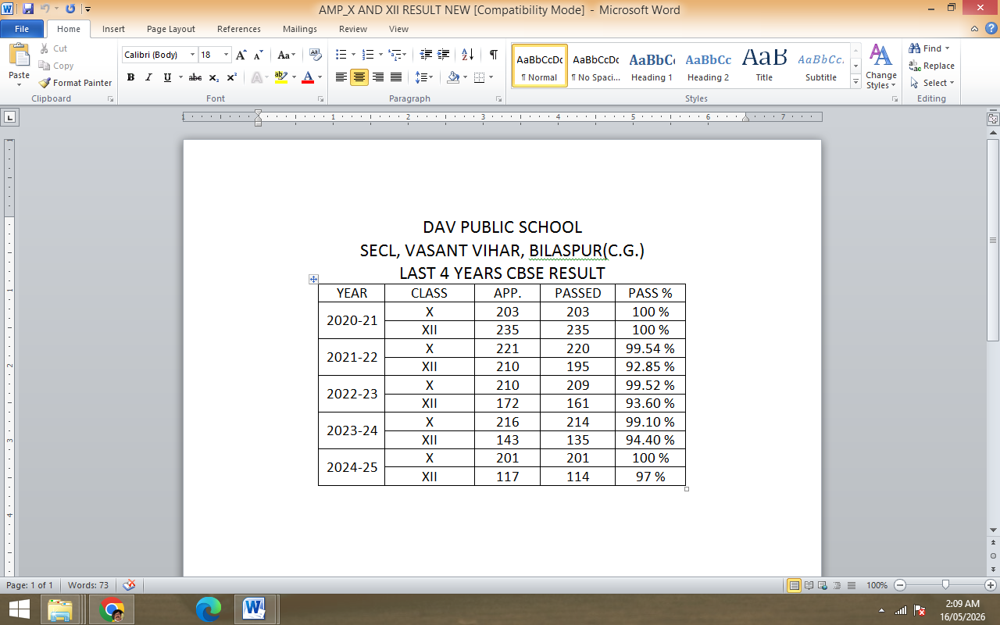 AMP_X AND XII RESULT NEW [Compatibility Mode] - Microsoft Word
File Home Insert Page Layout References Mailings Review View
Paste
Cut
Copy
Format Painter
Clipboard
Calibri (Body) 18
Font
Paragraph
AaBbCcDc AaBbCcDc AaBbCc AaBbCc AaB AaBbCc.
¶ Normal ¶ No Spaci... Heading 1 Heading 2 Title Subtitle
Change Styles
Styles
Find
Replace
Select
Editing
DAV PUBLIC SCHOOL
SECL, VASANT VIHAR, BILASPUR(C.G.)
LAST 4 YEARS CBSE RESULT
YEAR CLASS APP. PASSED PASS %
2020-21 X 203 203 100 %
XII 235 235 100 %
2021-22 X 221 220 99.54 %
XII 210 195 92.85 %
2022-23 X 210 209 99.52 %
XII 172 161 93.60 %
2023-24 X 216 214 99.10 %
XII 143 135 94.40 %
2024-25 X 201 201 100 %
XII 117 114 97 %
Page: 1 of 1 Words: 73 100%
2:09 AM
16/05/2026